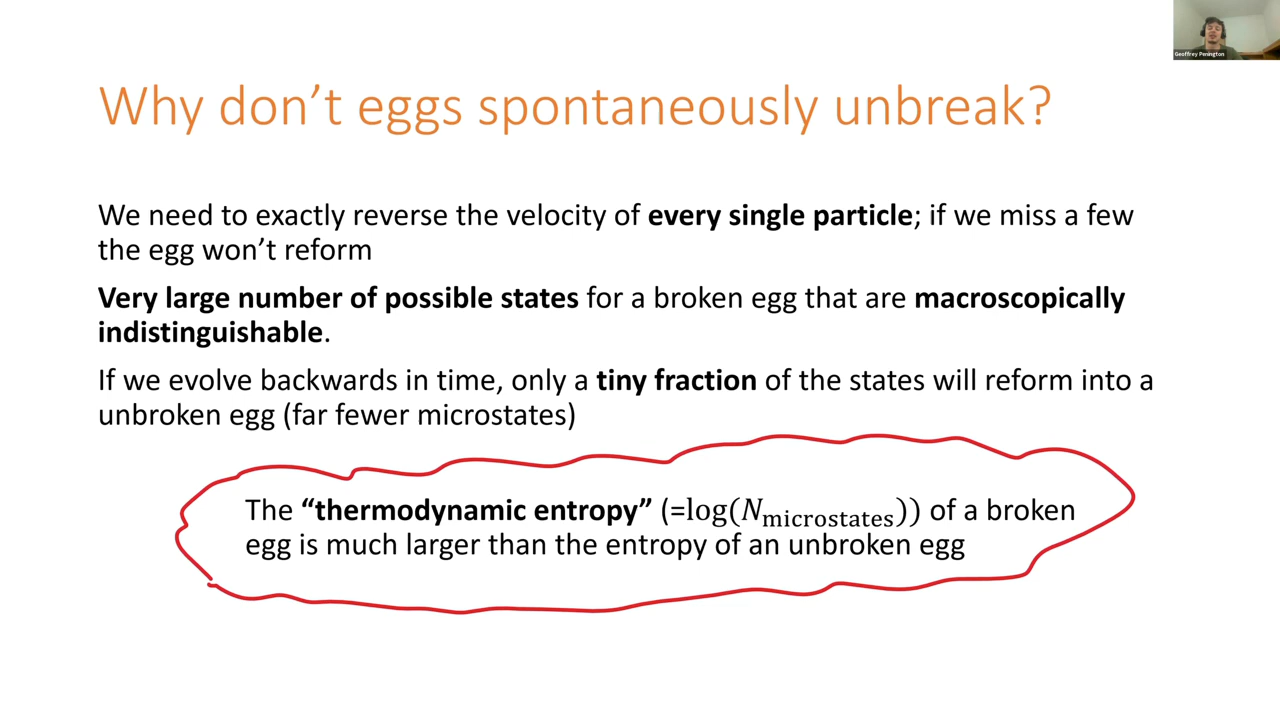 Geoffrey Penington
Why don’t eggs spontaneously unbreak?
We need to exactly reverse the velocity of every single particle; if we miss a few
the egg won’t reform
Very large number of possible states for a broken egg that are macroscopically
indistinguishable.
If we evolve backwards in time, only a tiny fraction of the states will reform into a
unbroken egg (far fewer microstates)
The “thermodynamic entropy” (=log(N_microstates)) of a broken
egg is much larger than the entropy of an unbroken egg